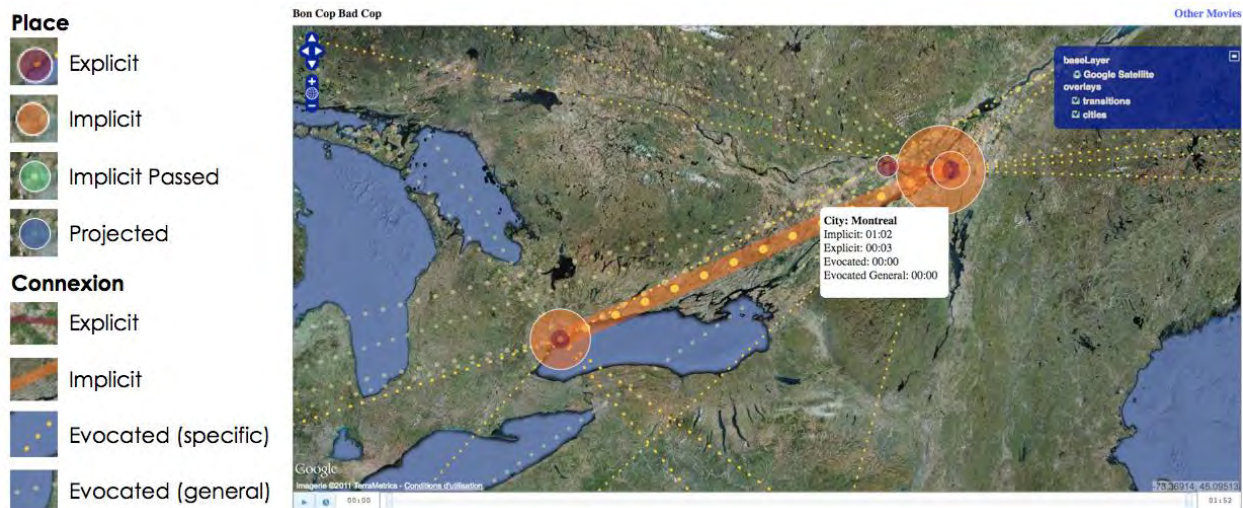 Place
Explicit
Implicit
Implicit Passed
Projected
Connexion
Explicit
Implicit
Evocated (specific)
Evocated (general)
Bon Cop Bad Cop
Other Movies
baseLayer
Google Satellite
overlays
transitions
cities
City: Montreal
Implicit: 01:02
Explicit: 00:03
Evocated: 00:00
Evocated General: 00:00
Google
Imagerie ©2011 TerraMetrics - Conditions d'utilisation
-73.36914, 45.09513
00:00
01:52